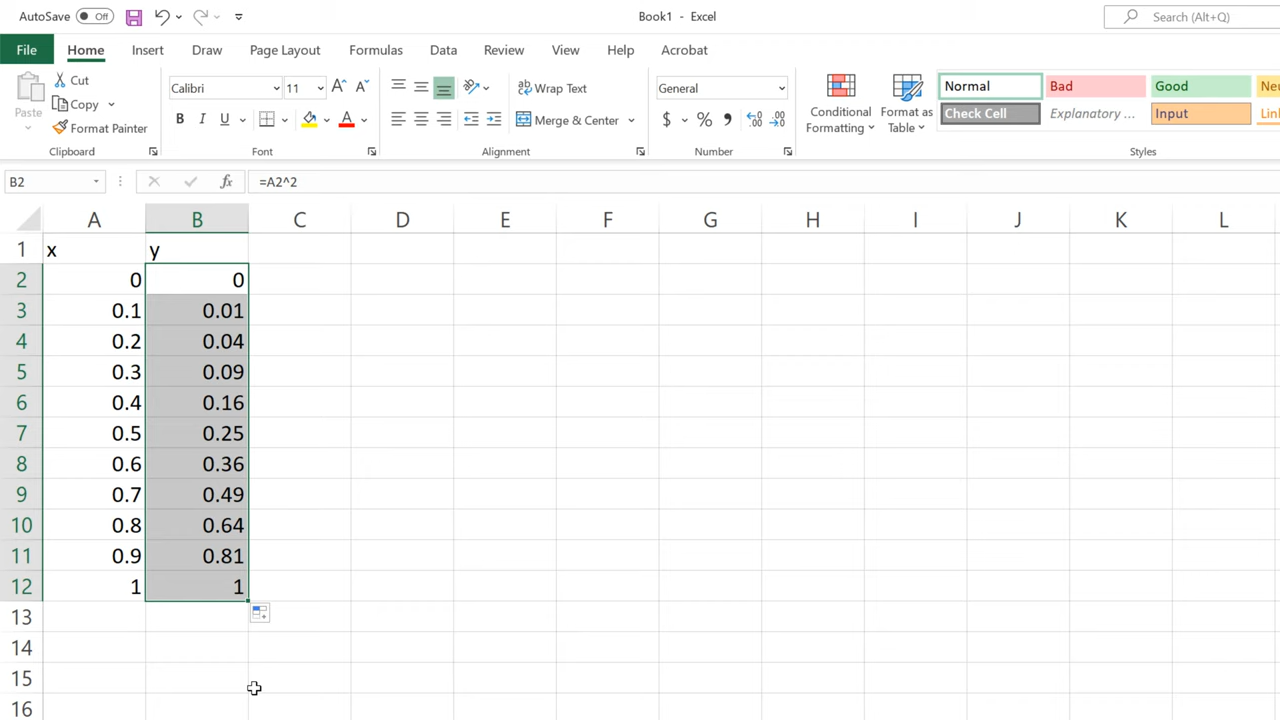 AutoSave Off Book1 - Excel Search (Alt+Q)
File Home Insert Draw Page Layout Formulas Data Review View Help Acrobat
Paste Cut Calibri 11 A^ Aˇ ab Wrap Text General Conditional Formatting Format as Table Normal Bad Good
Copy
Format Painter B I U A Merge & Center $ % , Check Cell Explanatory ... Input
Clipboard Font Alignment Number Styles
B2 fx =A2^2
A B C D E F G H I J K L
1 x y
2 0 0
3 0.1 0.01
4 0.2 0.04
5 0.3 0.09
6 0.4 0.16
7 0.5 0.25
8 0.6 0.36
9 0.7 0.49
10 0.8 0.64
11 0.9 0.81
12 1 1
13
14
15
16